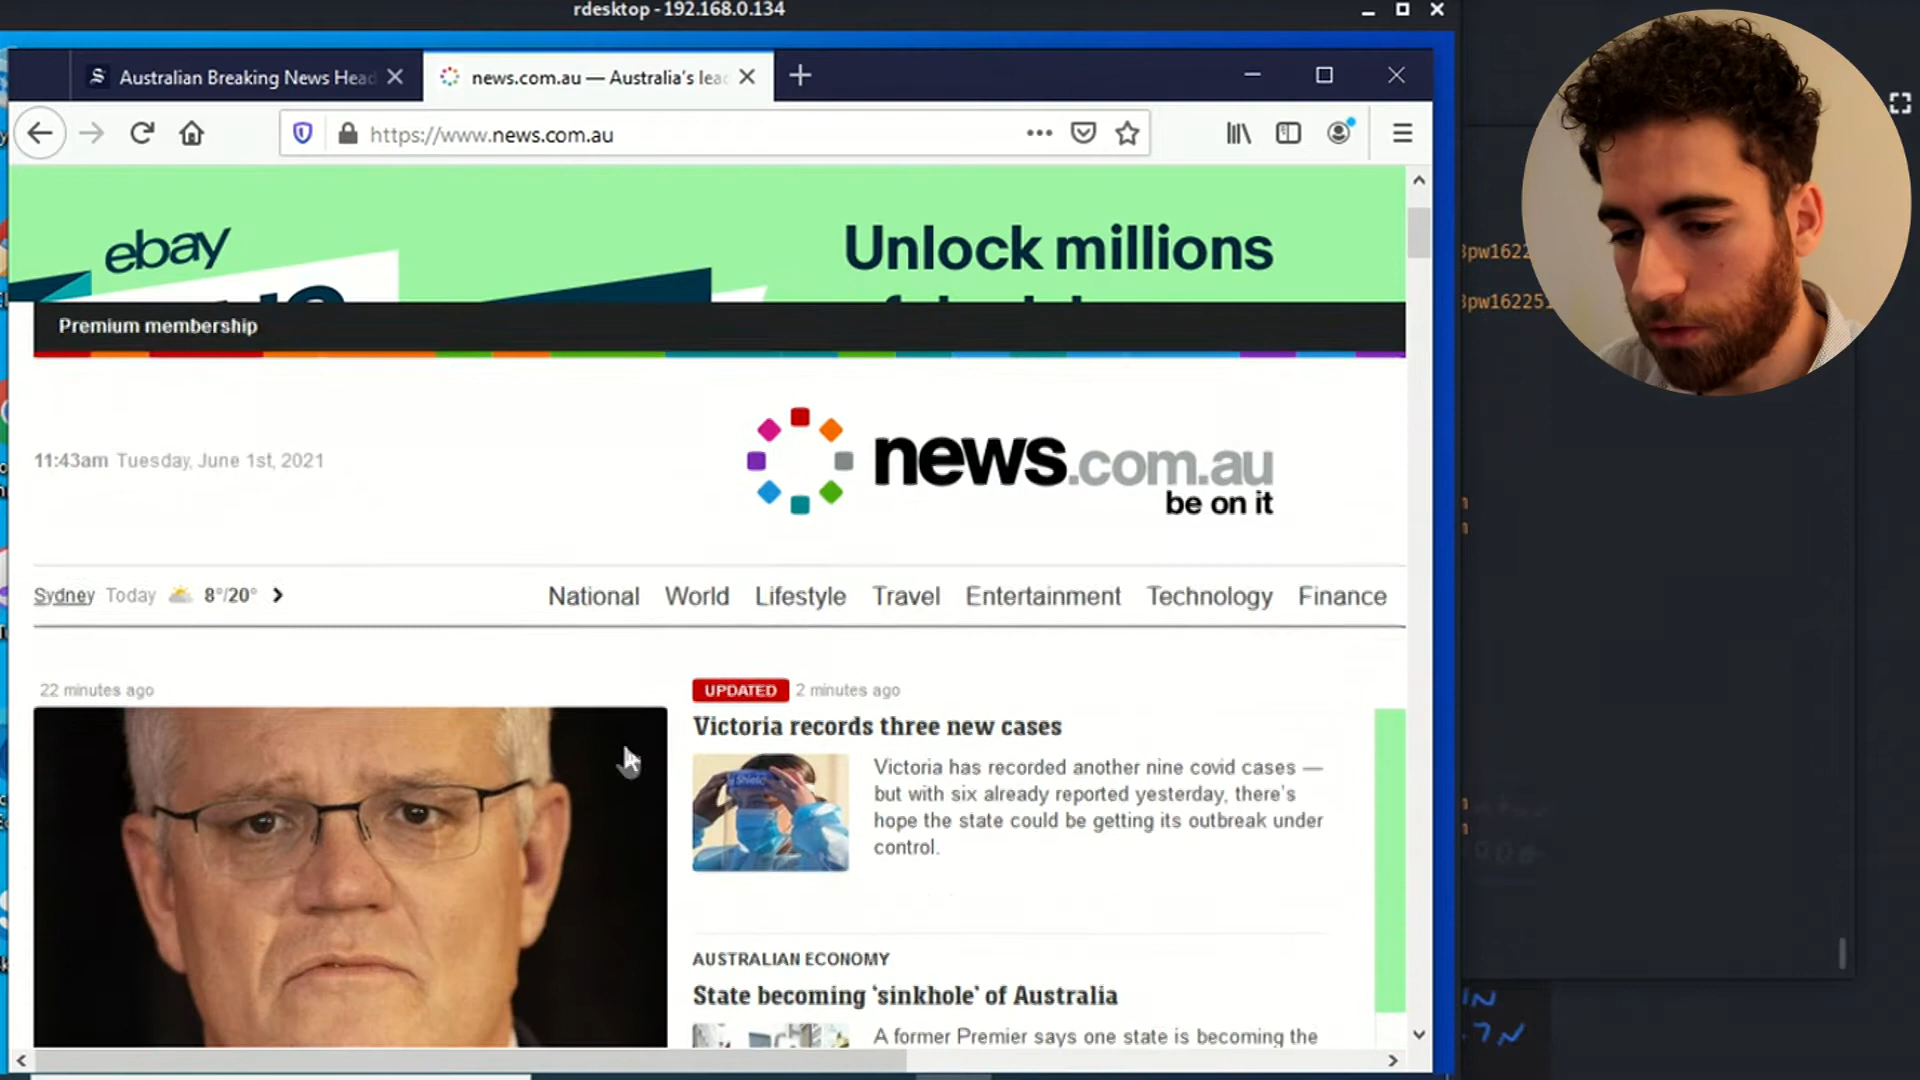 rdesktop - 192.168.0.134
Australian Breaking News Head
news.com.au — Australia's lea
https://www.news.com.au
ebay
Unlock millions
Premium membership
11:43am Tuesday, June 1st, 2021
news.com.au
be on it
Sydney Today 8°/20°
National World Lifestyle Travel Entertainment Technology Finance
22 minutes ago
UPDATED 2 minutes ago
Victoria records three new cases
Victoria has recorded another nine covid cases —
but with six already reported yesterday, there's
hope the state could be getting its outbreak under
control.
AUSTRALIAN ECONOMY
State becoming 'sinkhole' of Australia
A former Premier says one state is becoming the